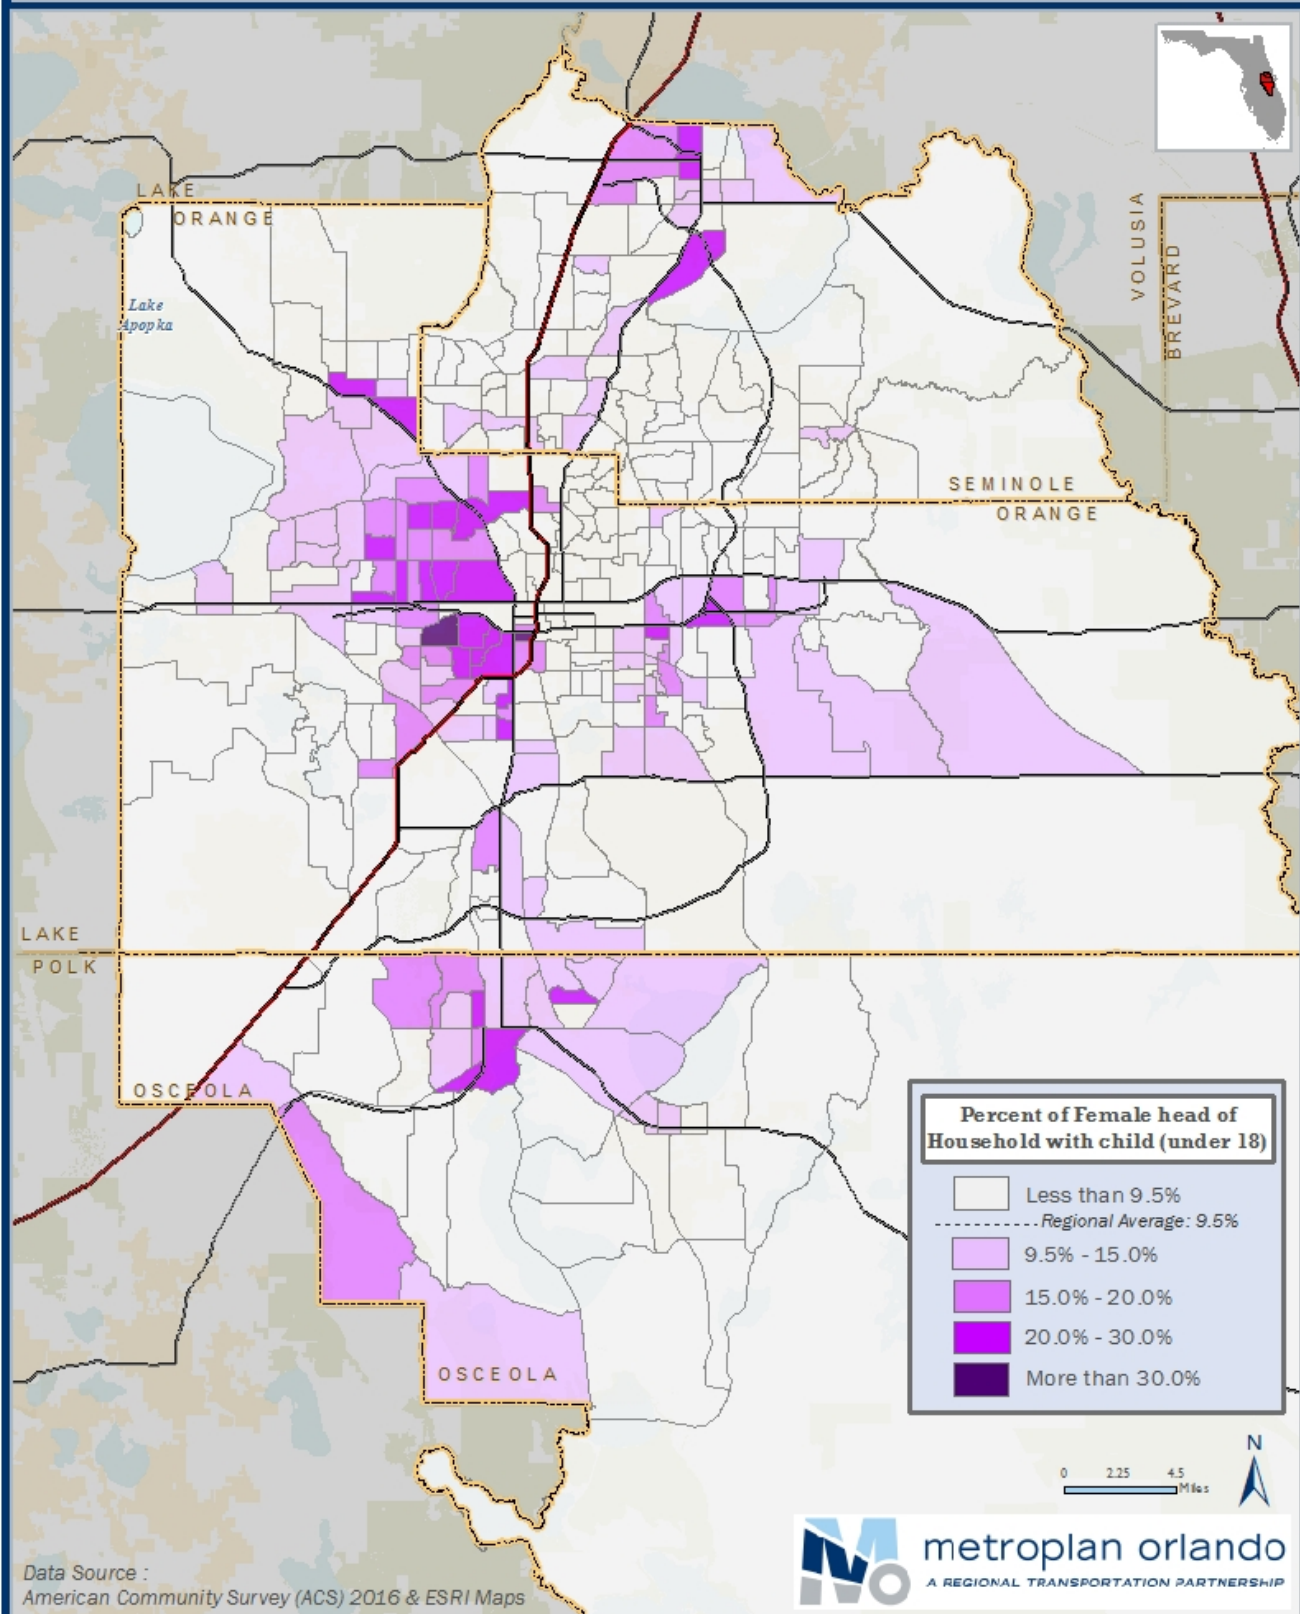 LAKE
ORANGE
VOLUSIA
BREVARD
Lake
Apopka
SEMINOLE
ORANGE
LAKE
POLK
OSCEOLA
Percent of Female head of
Household with child (under 18)
Less than 9.5%
Regional Average: 9.5%
9.5% - 15.0%
15.0% - 20.0%
20.0% - 30.0%
More than 30.0%
OSCEOLA
N
0 2.25 4.5
Miles
metroplan orlando
A REGIONAL TRANSPORTATION PARTNERSHIP
Data Source :
American Community Survey (ACS) 2016 & ESRI Maps